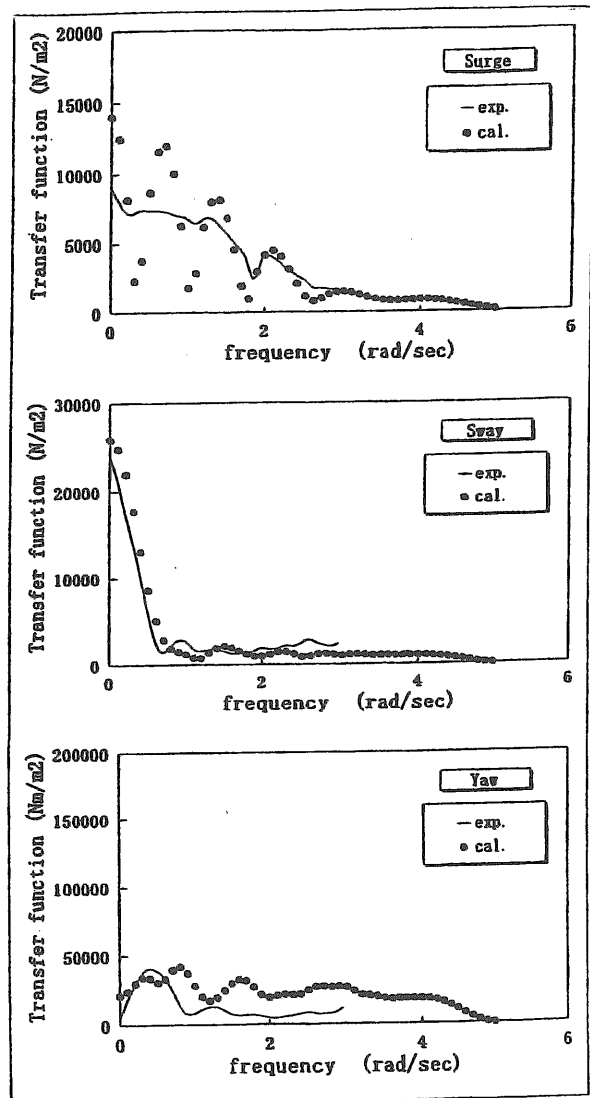 Transfer function (N/m2)
20000
15000
10000
5000
0
Surge
— exp.
● cal.
0 2 4 6
frequency (rad/sec)
Transfer function (N/m2)
30000
20000
10000
0
Sway
— exp.
● cal.
0 2 4 6
frequency (rad/sec)
Transfer function (Nm/m2)
200000
150000
100000
50000
0
Yaw
— exp.
● cal.
0 2 4 6
frequency (rad/sec)